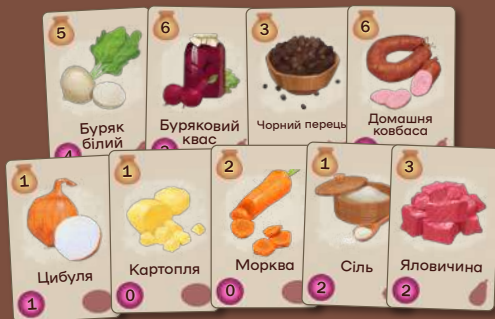 5
Буряк
білий
6
Буряковий
квас
3
Чорний перець
6
Домашня
ковбаса
1
Цибуля
1
1
Картопля
0
2
Морква
0
1
Сіль
2
3
Яловичина
2